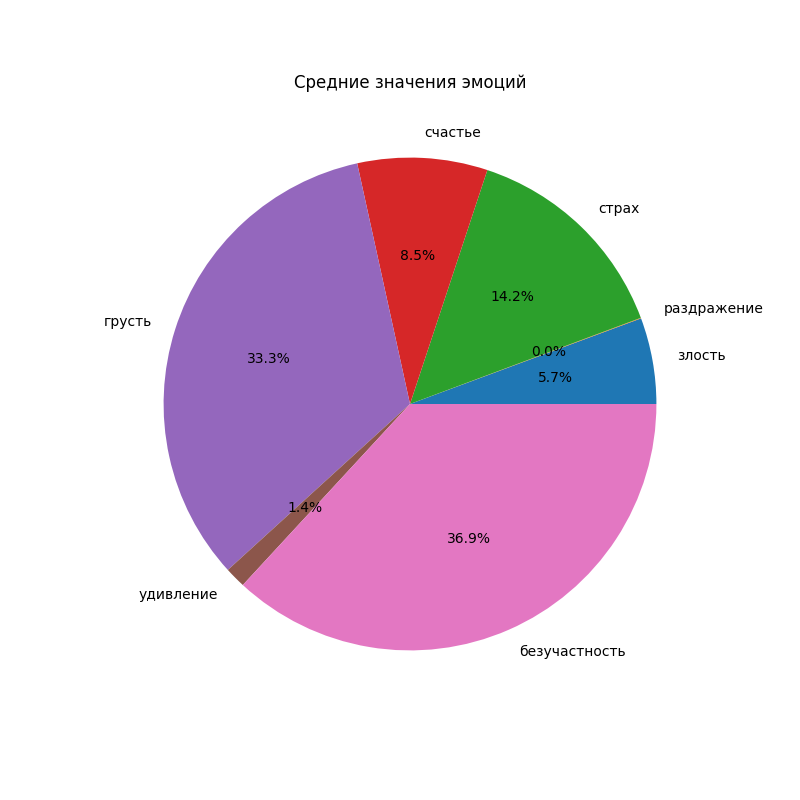 Средние значения эмоций
счастье
страх
8.5%
14.2%
раздражение
грусть
0.0%
злость
33.3%
5.7%
1.4%
36.9%
удивление
безучастность